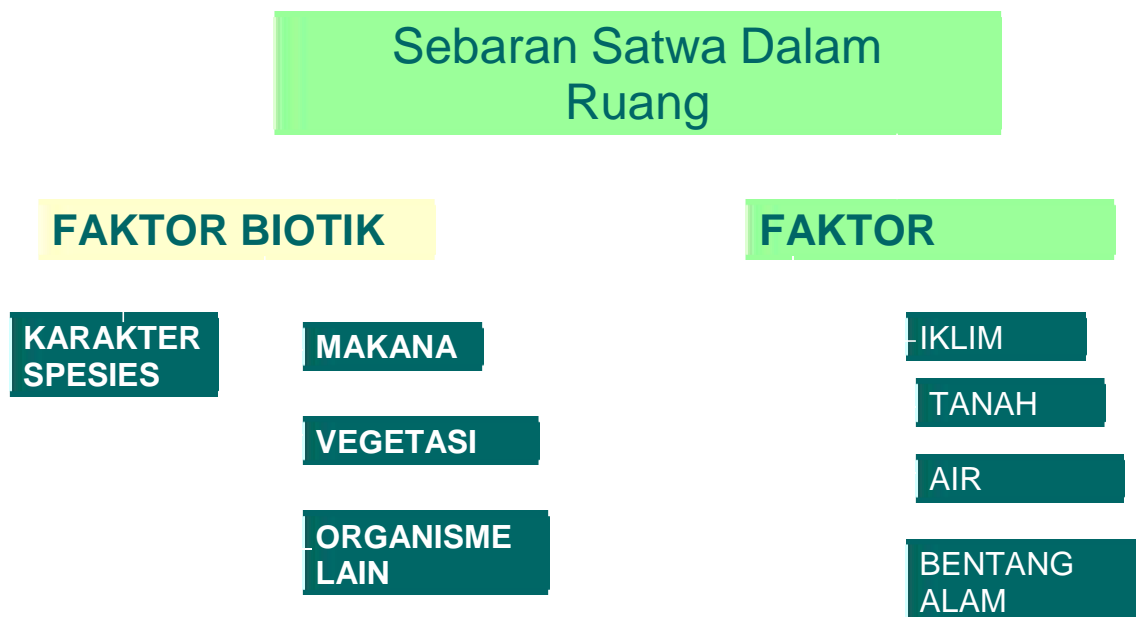 Sebaran Satwa Dalam
Ruang
FAKTOR BIOTIK
FAKTOR
KARAKTER
SPESIES
MAKANA
VEGETASI
ORGANISME
LAIN
IKLIM
TANAH
AIR
BENTANG
ALAM